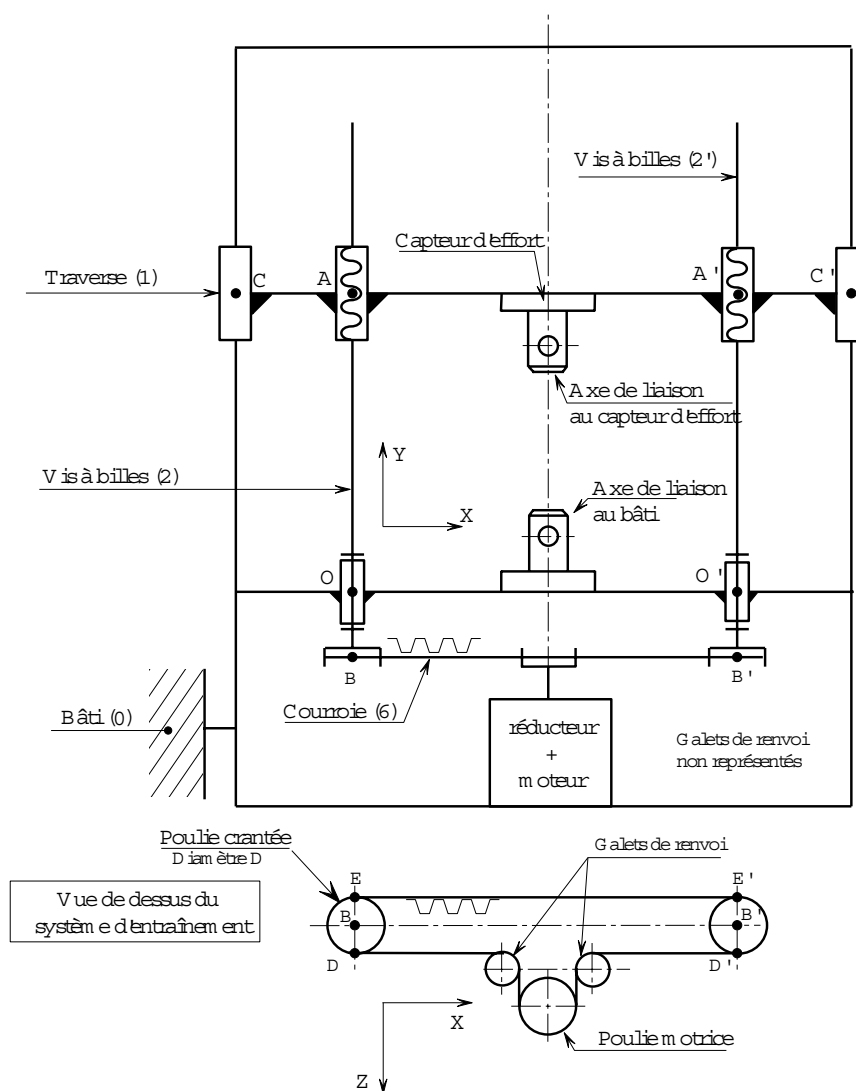 Vis à billes (2')
Capteur d'effort
Traverse (1)
C
A
A'
C'
Axe de liaison
au capteur d'effort
Vis à billes (2)
Y
X
Axe de liaison
au bâti
O
O'
B
B'
Courroie (6)
Bâti (0)
réducteur
+
moteur
Galets de renvoi
non représentés
Poulie crantée
Diamètre D
Galets de renvoi
Vue de dessus du
système d'entraînement
E
E'
B
B'
D
D'
X
Poulie motrice
Z